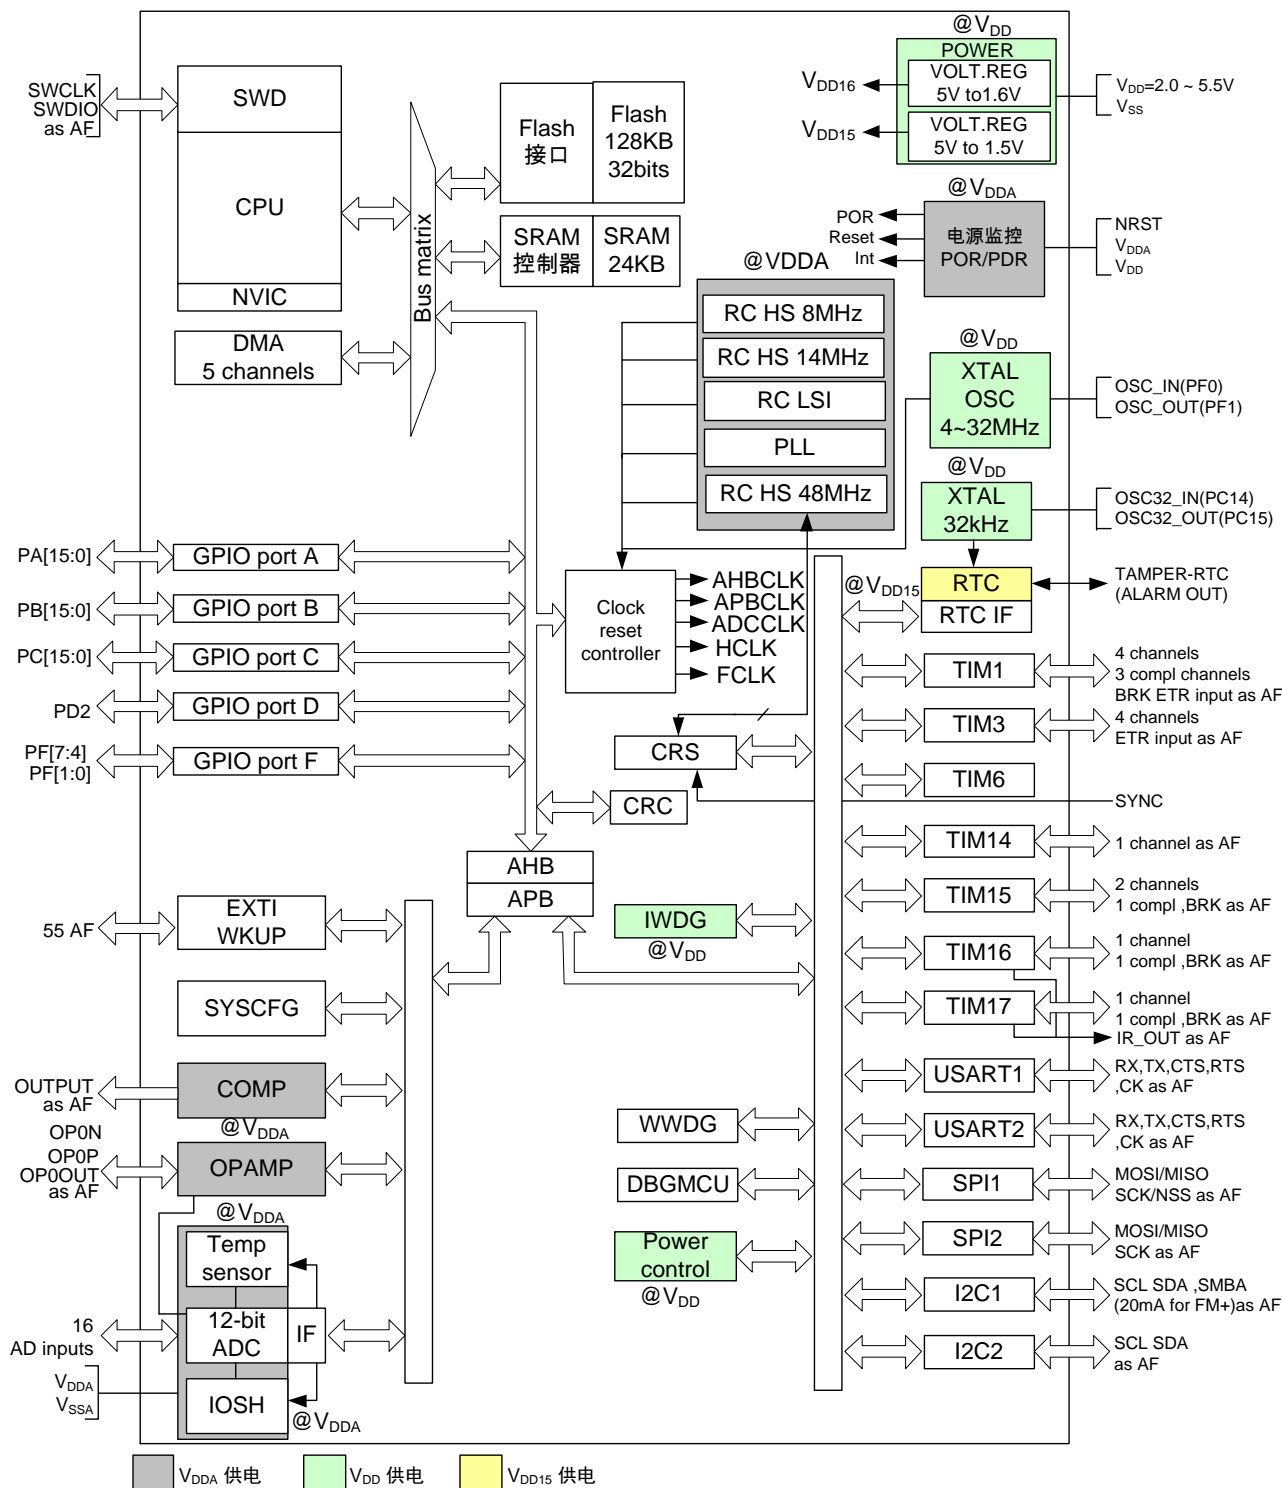 @VDD
POWER
VOLT.REG
5V to1.6V
VOLT.REG
5V to 1.5V
VDD16
VDD15
VDD=2.0 ~ 5.5V
VSS
SWCLK
SWDIO
as AF
SWD
CPU
NVIC
DMA
5 channels
Bus matrix
Flash
接口
Flash
128KB
32bits
SRAM
控制器
SRAM
24KB
@VDDA
POR
Reset
Int
电源监控
POR/PDR
NRST
VDDA
VDD
@VDDA
RC HS 8MHz
RC HS 14MHz
RC LSI
PLL
RC HS 48MHz
@VDD
XTAL
OSC
4~32MHz
OSC_IN(PF0)
OSC_OUT(PF1)
@VDD
XTAL
32kHz
OSC32_IN(PC14)
OSC32_OUT(PC15)
PA[15:0]
GPIO port A
PB[15:0]
GPIO port B
PC[15:0]
GPIO port C
PD2
GPIO port D
PF[7:4]
PF[1:0]
GPIO port F
Clock
reset
controller
AHBCLK
APBCLK
ADCCLK
HCLK
FCLK
@VDD15
RTC
RTC IF
TAMPER-RTC
(ALARM OUT)
TIM1
4 channels
3 compl channels
BRK ETR input as AF
TIM3
4 channels
ETR input as AF
CRS
TIM6
CRC
SYNC
AHB
APB
TIM14
1 channel as AF
TIM15
2 channels
1 compl ,BRK as AF
TIM16
1 channel
1 compl ,BRK as AF
TIM17
1 channel
1 compl ,BRK as AF
IR_OUT as AF
55 AF
EXTI
WKUP
IWDG
@VDD
SYSCFG
OUTPUT
as AF
COMP
@VDDA
OP0N
OP0P
OP0OUT
as AF
OPAMP
@VDDA
Temp
sensor
16
AD inputs
12-bit
ADC
IF
VDDA
VSSA
IOSH
@VDDA
WWDG
DBGMCU
Power
control
@VDD
USART1
RX,TX,CTS,RTS
,CK as AF
USART2
RX,TX,CTS,RTS
,CK as AF
SPI1
MOSI/MISO
SCK/NSS as AF
SPI2
MOSI/MISO
SCK as AF
I2C1
SCL SDA ,SMBA
(20mA for FM+)as AF
I2C2
SCL SDA
as AF
VDDA 供电
VDD 供电
VDD15 供电